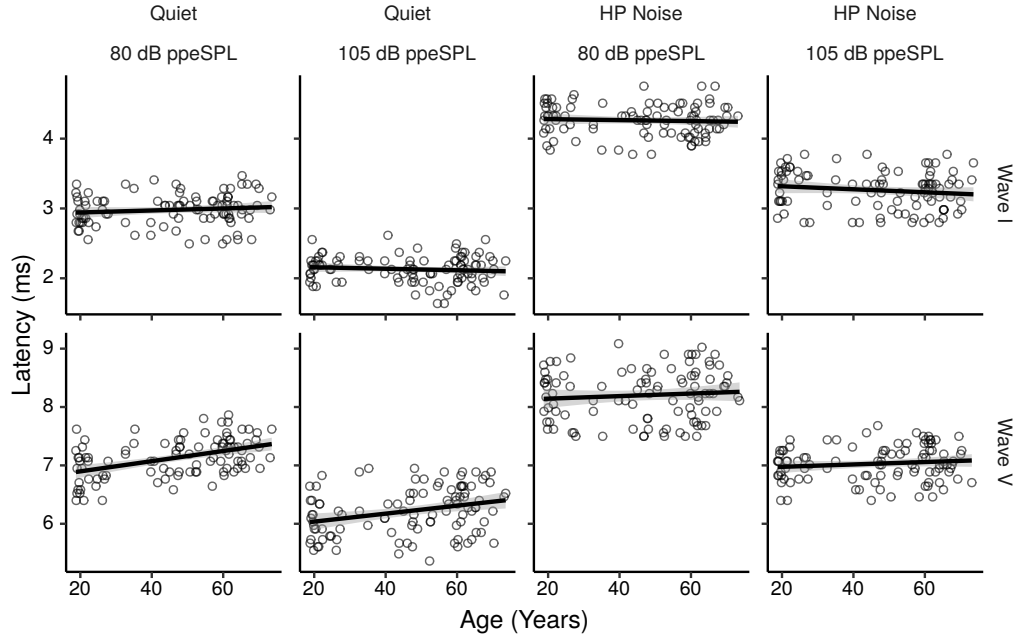 Quiet Quiet HP Noise HP Noise
80 dB ppeSPL 105 dB ppeSPL 80 dB ppeSPL 105 dB ppeSPL
4
3
2
Wave I
Latency (ms)
9
8
7
6
Wave V
20 40 60 20 40 60 20 40 60 20 40 60
Age (Years)